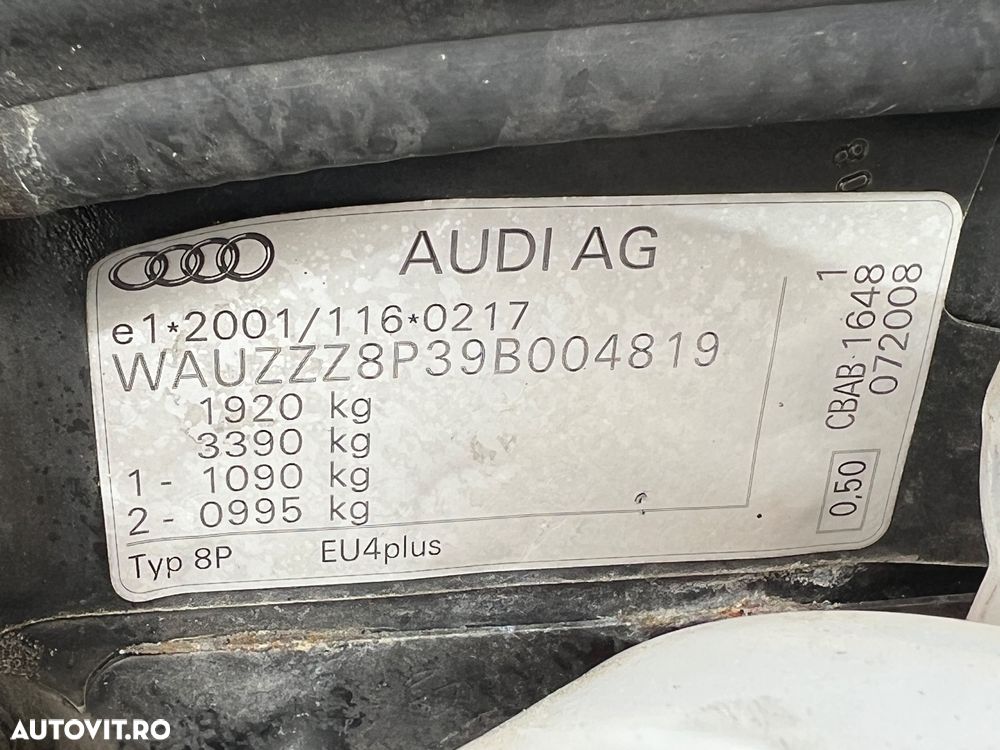 08
AUDI AG
e1*2001/116*0217
WAUZZZ8P39B004819
1920 kg
3390 kg
1 - 1090 kg
2 - 0995 kg
Typ 8P EU4plus
1
CBAB 1648
072008
0,50
AUTOVIT.RO